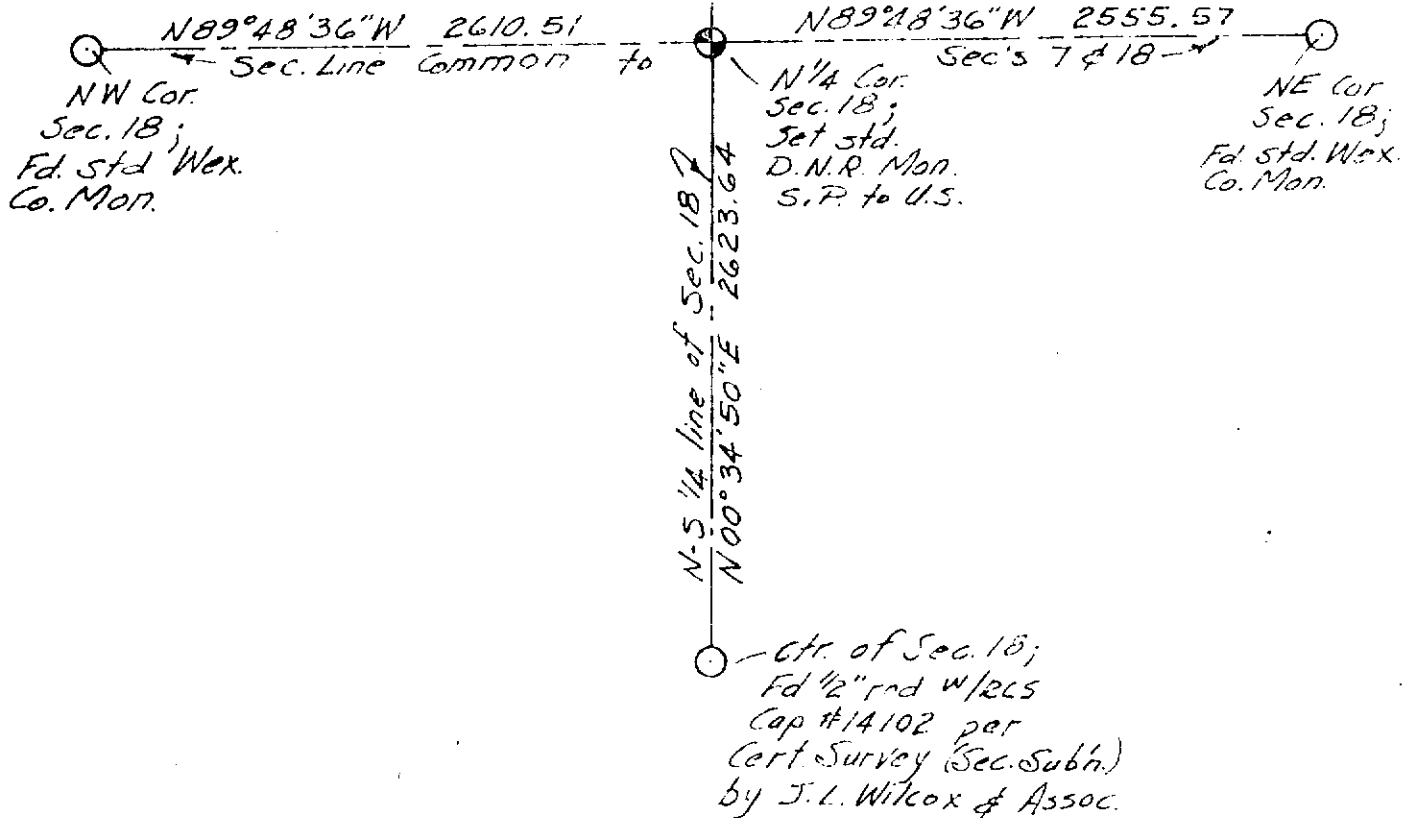 N89°48'36"W 2610.51
Sec. Line Common to
N89°48'36"W 2555.57
Sec's 7 & 18
NW Cor.
Sec. 18;
Fd. std Wex.
Co. Mon.
N 1/4 Cor.
Sec. 18;
Set std.
D.N.R. Mon.
S.P. to U.S.
NE Cor
Sec. 18;
Fd. std. Wex.
Co. Mon.
N-S 1/4 line of Sec. 18
N00°34'50"E 2623.64
Ctr. of Sec. 18;
Fd 1/2" rod W/RLS
Cap #14102 per
Cert. Survey (Sec. Subn.)
by J.L. Wilcox & Assoc.